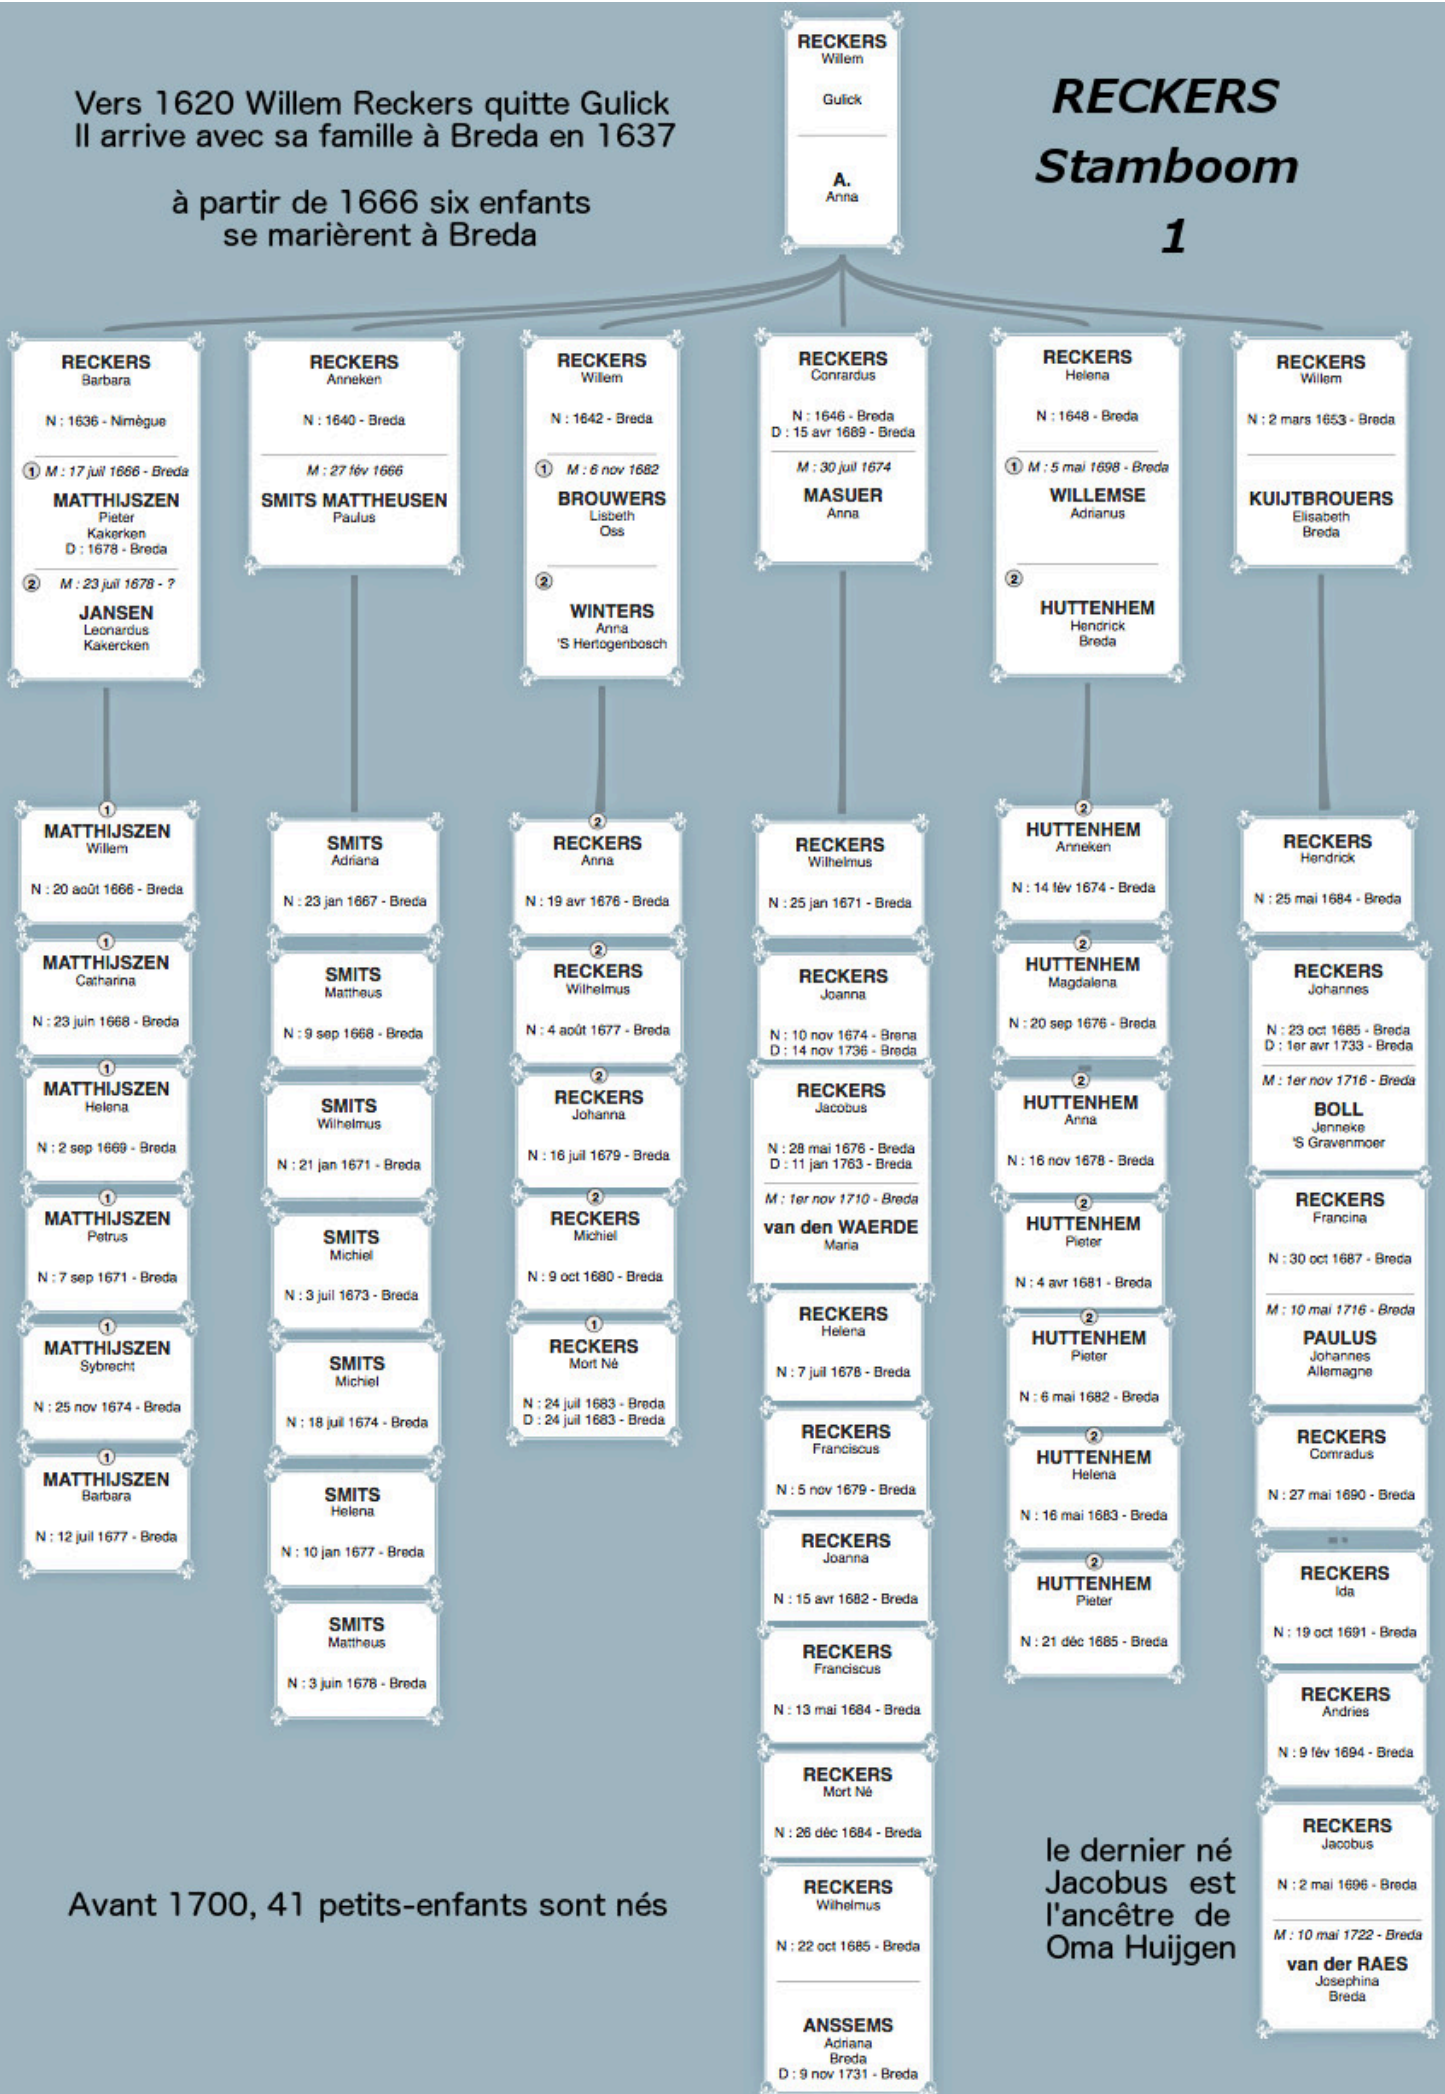 RECKERS
Willem
Gulick
A.
Anna
Vers 1620 Willem Reckers quitte Gulick
Il arrive avec sa famille à Breda en 1637
à partir de 1666 six enfants
se marièrent à Breda
RECKERS
Stamboom
1
RECKERS
Barbara
N : 1636 - Nimègue
1 M : 17 juil 1666 - Breda
MATTHIJSZEN
Pieter
Kakerken
D : 1678 - Breda
2 M : 23 juil 1678 - ?
JANSEN
Leonardus
Kakercken
RECKERS
Anneken
N : 1640 - Breda
M : 27 fév 1666
SMITS MATTHEUSEN
Paulus
RECKERS
Willem
N : 1642 - Breda
1 M : 6 nov 1682
BROUWERS
Lisbeth
Oss
2
WINTERS
Anna
'S Hertogenbosch
RECKERS
Conrardus
N : 1646 - Breda
D : 15 avr 1689 - Breda
M : 30 juil 1674
MASUER
Anna
RECKERS
Helena
N : 1648 - Breda
1 M : 5 mai 1698 - Breda
WILLEMSE
Adrianus
2
HUTTENHEM
Hendrick
Breda
RECKERS
Willem
N : 2 mars 1653 - Breda
KUIJTBROUERS
Elisabeth
Breda
1
MATTHIJSZEN
Willem
N : 20 août 1666 - Breda
1
MATTHIJSZEN
Catharina
N : 23 juin 1668 - Breda
1
MATTHIJSZEN
Helena
N : 2 sep 1669 - Breda
1
MATTHIJSZEN
Petrus
N : 7 sep 1671 - Breda
1
MATTHIJSZEN
Sybrecht
N : 25 nov 1674 - Breda
1
MATTHIJSZEN
Barbara
N : 12 juil 1677 - Breda
SMITS
Adriana
N : 23 jan 1667 - Breda
SMITS
Mattheus
N : 9 sep 1668 - Breda
SMITS
Wilhelmus
N : 21 jan 1671 - Breda
SMITS
Michiel
N : 3 juil 1673 - Breda
SMITS
Michiel
N : 18 juil 1674 - Breda
SMITS
Helena
N : 10 jan 1677 - Breda
SMITS
Mattheus
N : 3 juin 1678 - Breda
2
RECKERS
Anna
N : 19 avr 1676 - Breda
2
RECKERS
Wilhelmus
N : 4 août 1677 - Breda
2
RECKERS
Johanna
N : 16 juil 1679 - Breda
2
RECKERS
Michiel
N : 9 oct 1680 - Breda
1
RECKERS
Mort Né
N : 24 juil 1683 - Breda
D : 24 juil 1683 - Breda
RECKERS
Wilhelmus
N : 25 jan 1671 - Breda
RECKERS
Joanna
N : 10 nov 1674 - Brena
D : 14 nov 1736 - Breda
RECKERS
Jacobus
N : 28 mai 1676 - Breda
D : 11 jan 1763 - Breda
M : 1er nov 1710 - Breda
van den WAERDE
Maria
RECKERS
Helena
N : 7 juil 1678 - Breda
RECKERS
Franciscus
N : 5 nov 1679 - Breda
RECKERS
Joanna
N : 15 avr 1682 - Breda
RECKERS
Franciscus
N : 13 mai 1684 - Breda
RECKERS
Mort Né
N : 26 déc 1684 - Breda
RECKERS
Wilhelmus
N : 22 oct 1685 - Breda
ANSSEMS
Adriana
Breda
D : 9 nov 1731 - Breda
2
HUTTENHEM
Anneken
N : 14 fév 1674 - Breda
2
HUTTENHEM
Magdalena
N : 20 sep 1676 - Breda
2
HUTTENHEM
Anna
N : 16 nov 1678 - Breda
2
HUTTENHEM
Pieter
N : 4 avr 1681 - Breda
2
HUTTENHEM
Pieter
N : 6 mai 1682 - Breda
2
HUTTENHEM
Helena
N : 16 mai 1683 - Breda
2
HUTTENHEM
Pieter
N : 21 déc 1685 - Breda
RECKERS
Hendrick
N : 25 mai 1684 - Breda
RECKERS
Johannes
N : 23 oct 1685 - Breda
D : 1er avr 1733 - Breda
M : 1er nov 1716 - Breda
BOLL
Jenneke
'S Gravenmoer
RECKERS
Francina
N : 30 oct 1687 - Breda
M : 10 mai 1716 - Breda
PAULUS
Johannes
Allemagne
RECKERS
Comradus
N : 27 mai 1690 - Breda
RECKERS
Ida
N : 19 oct 1691 - Breda
RECKERS
Andries
N : 9 fév 1694 - Breda
RECKERS
Jacobus
N : 2 mai 1696 - Breda
M : 10 mai 1722 - Breda
van der RAES
Josephina
Breda
Avant 1700, 41 petits-enfants sont nés
le dernier né
Jacobus est
l'ancêtre de
Oma Huijgen